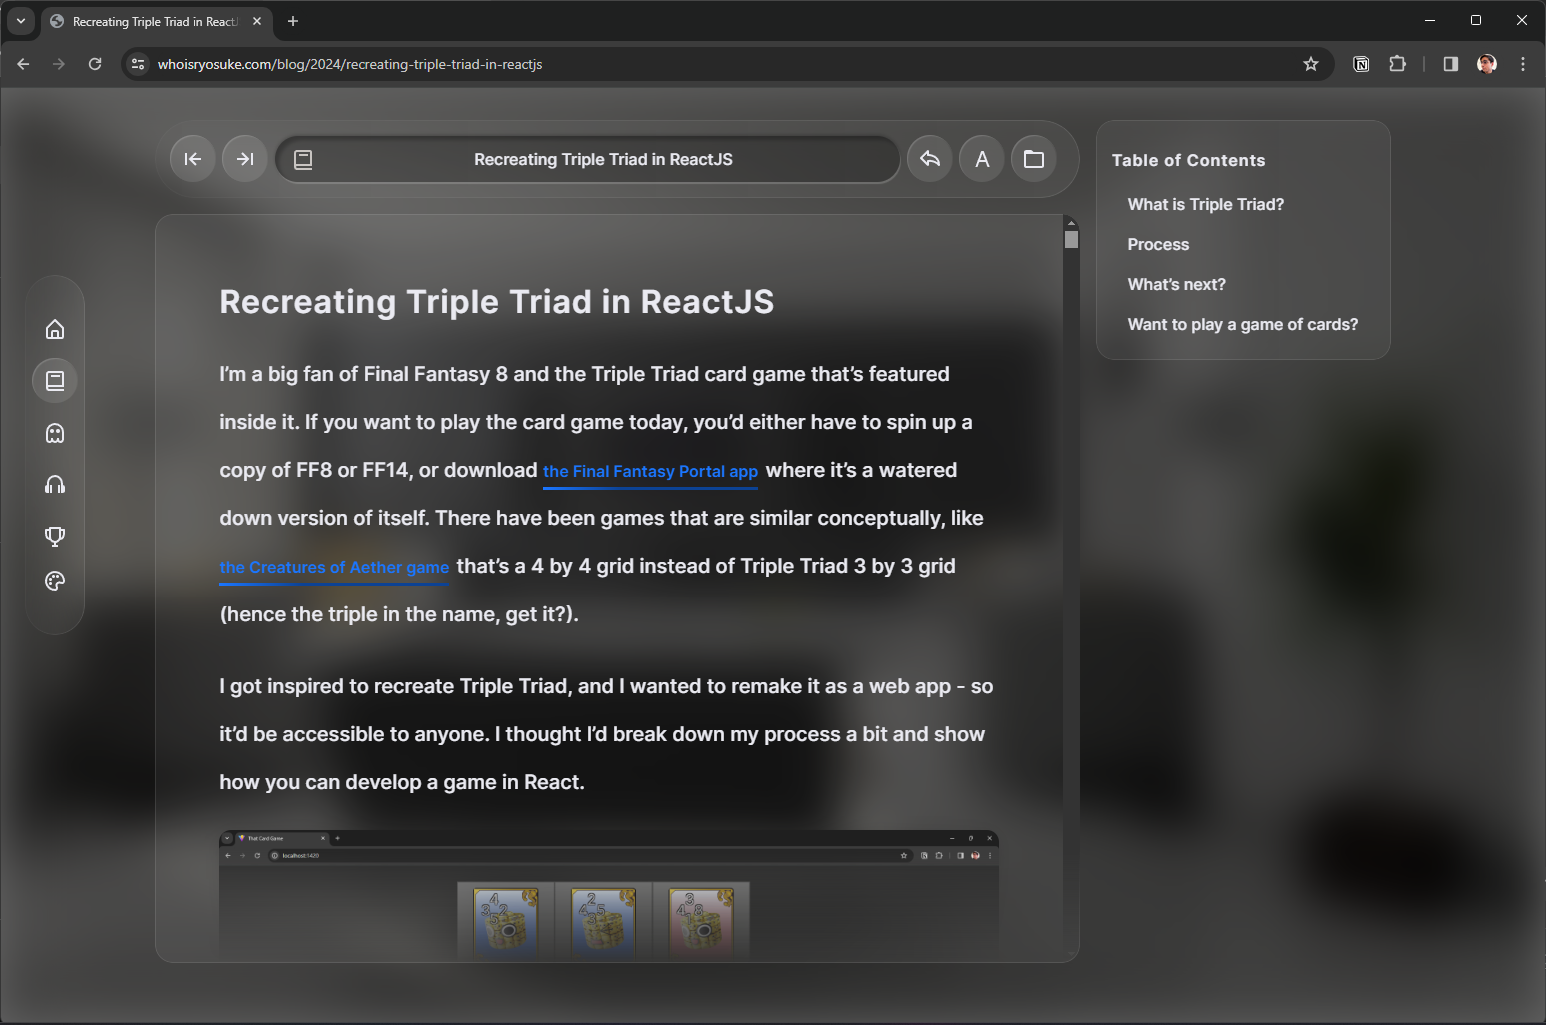 Recreating Triple Triad in React
whoisryosuke.com/blog/2024/recreating-triple-triad-in-reactjs
Recreating Triple Triad in ReactJS
A
Table of Contents
What is Triple Triad?
Process
What's next?
Want to play a game of cards?
Recreating Triple Triad in ReactJS
I'm a big fan of Final Fantasy 8 and the Triple Triad card game that's featured
inside it. If you want to play the card game today, you'd either have to spin up a
copy of FF8 or FF14, or download the Final Fantasy Portal app where it's a watered
down version of itself. There have been games that are similar conceptually, like
the Creatures of Aether game that's a 4 by 4 grid instead of Triple Triad 3 by 3 grid
(hence the triple in the name, get it?).
I got inspired to recreate Triple Triad, and I wanted to remake it as a web app - so
it'd be accessible to anyone. I thought I'd break down my process a bit and show
how you can develop a game in React.
That Card Game
localhost:1420
4 2 3
3 2 4 5 4 8
5